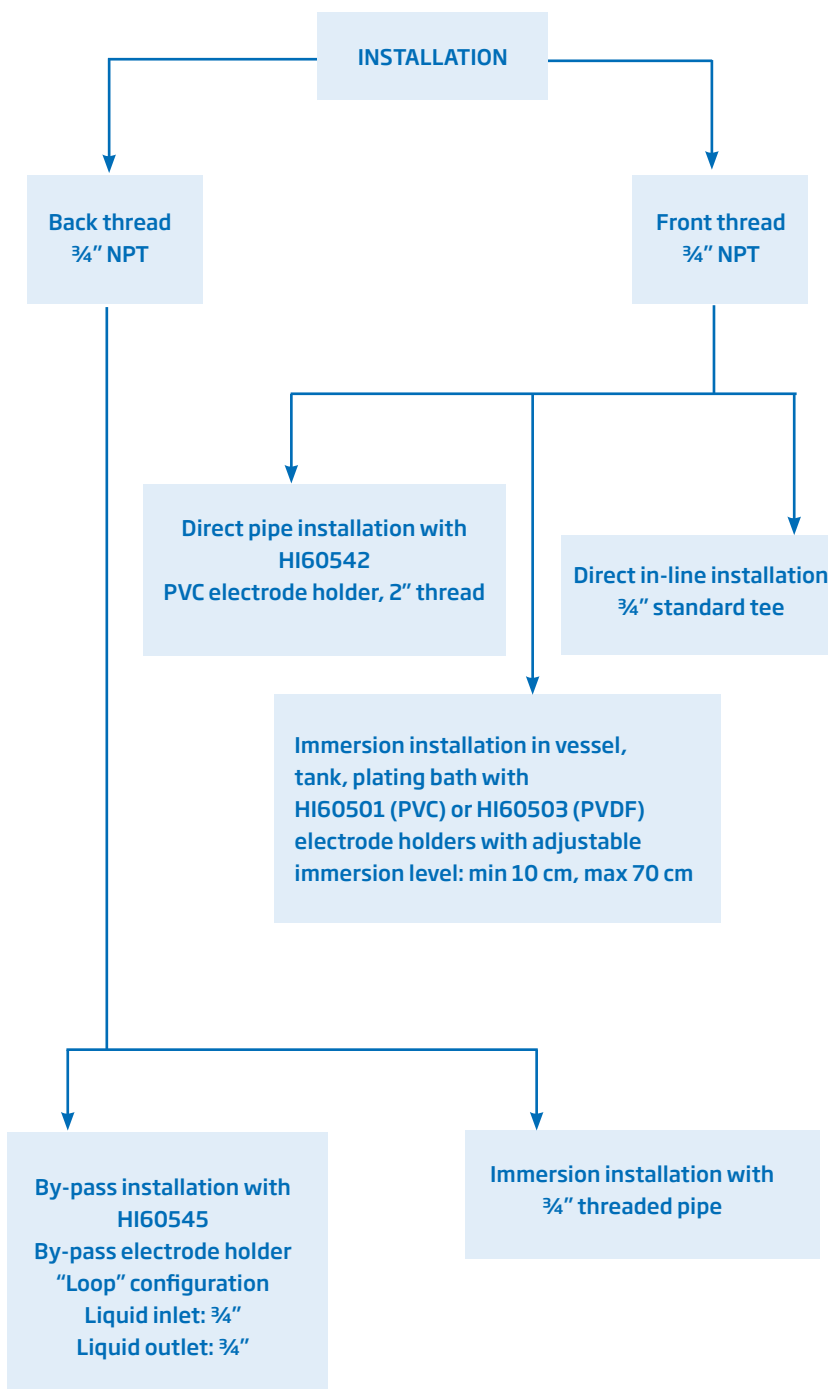 INSTALLATION
Back thread
¾” NPT
Front thread
¾” NPT
Direct pipe installation with
HI60542
PVC electrode holder, 2” thread
Direct in-line installation
¾” standard tee
Immersion installation in vessel,
tank, plating bath with
HI60501 (PVC) or HI60503 (PVDF)
electrode holders with adjustable
immersion level: min 10 cm, max 70 cm
By-pass installation with
HI60545
By-pass electrode holder
“Loop” configuration
Liquid inlet: ¾”
Liquid outlet: ¾”
Immersion installation with
¾” threaded pipe